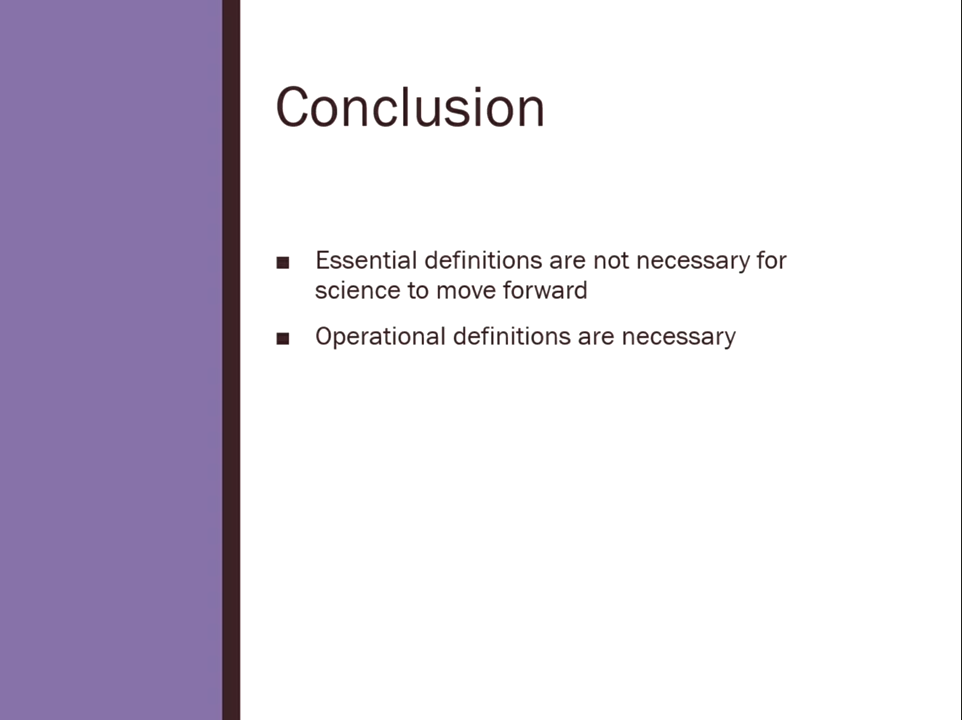 Conclusion
■ Essential definitions are not necessary for
science to move forward
■ Operational definitions are necessary